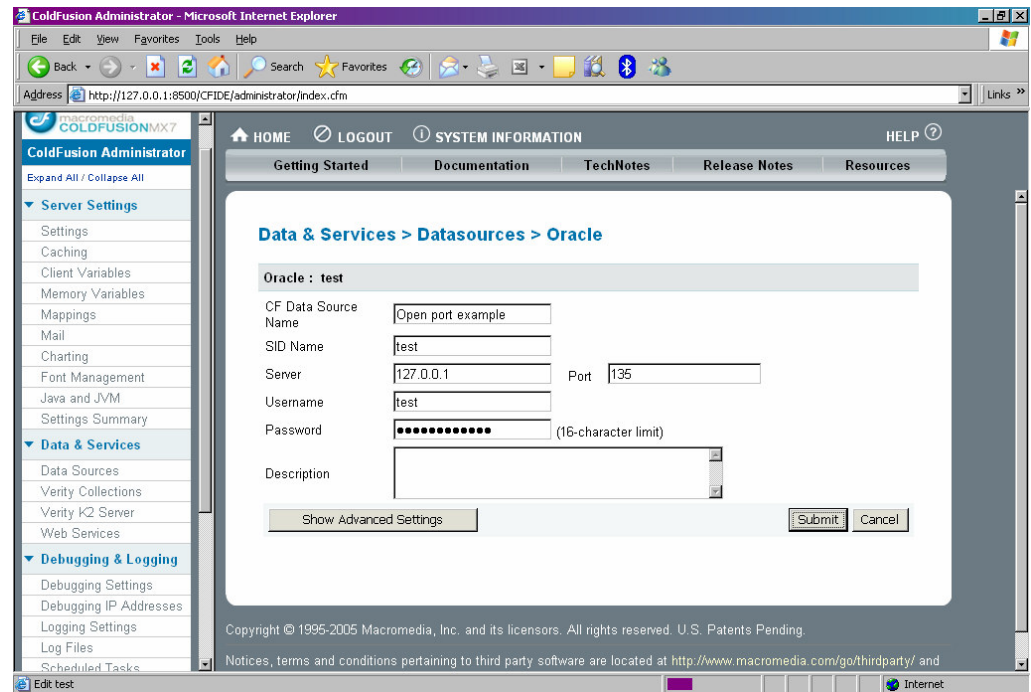 ColdFusion Administrator - Microsoft Internet Explorer
File Edit View Favorites Tools Help
Back Search Favorites
Address http://127.0.0.1:8500/CFIDE/administrator/index.cfm Links »
macromedia
COLDFUSIONMX7
ColdFusion Administrator
Expand All / Collapse All
Server Settings
Settings
Caching
Client Variables
Memory Variables
Mappings
Mail
Charting
Font Management
Java and JVM
Settings Summary
Data & Services
Data Sources
Verity Collections
Verity K2 Server
Web Services
Debugging & Logging
Debugging Settings
Debugging IP Addresses
Logging Settings
Log Files
Scheduled Tasks
HOME LOGOUT SYSTEM INFORMATION HELP ?
Getting Started Documentation TechNotes Release Notes Resources
Data & Services > Datasources > Oracle
Oracle : test
CF Data Source
Name
Open port example
SID Name test
Server 127.0.0.1 Port 135
Username test
Password ●●●●●●●●●●●● (16-character limit)
Description
Show Advanced Settings Submit Cancel
Copyright © 1995-2005 Macromedia, Inc. and its licensors. All rights reserved. U.S. Patents Pending.
Notices, terms and conditions pertaining to third party software are located at http://www.macromedia.com/go/thirdparty/ and
Edit test Internet